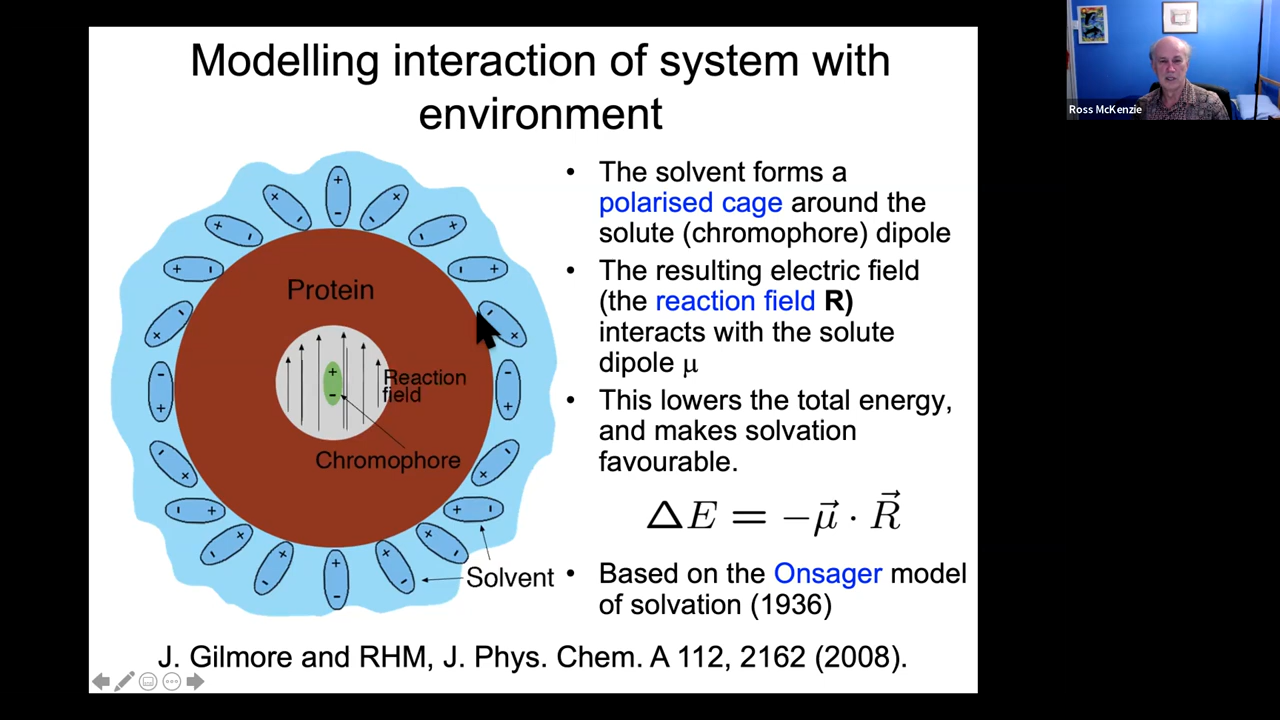 Modelling interaction of system with
environment
Ross McKenzie
Protein
Reaction
field
Chromophore
Solvent
• The solvent forms a
polarised cage around the
solute (chromophore) dipole
• The resulting electric field
(the reaction field R)
interacts with the solute
dipole μ
• This lowers the total energy,
and makes solvation
favourable.
ΔE = −μ⃗ · R⃗
• Based on the Onsager model
of solvation (1936)
J. Gilmore and RHM, J. Phys. Chem. A 112, 2162 (2008).